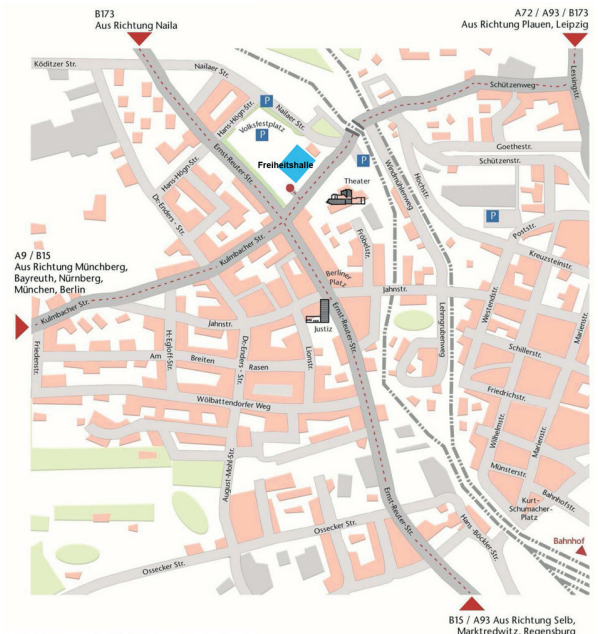 B173
Aus Richtung Naila
A72 / A93 / B173
Aus Richtung Plauen, Leipzig
Köditzer Str.
Nailaer Str.
Hans-Högn-Str.
P
Nailaer Str.
Volksfestplatz
P
Schützenweg
Lessingstr.
Freiheitshalle
P
Theater
Ernst-Reuter-Str.
Hans-Högn-Str.
Dr.-Enders-Str.
Windmühlenweg
Hochstr.
Goethestr.
Schützenstr.
P
Poststr.
Kreuzsteinstr.
Fröbelstr.
Berliner
Platz
Kulmbacher Str.
A9 / B15
Aus Richtung Münchberg,
Bayreuth, Nürnberg,
München, Berlin
Kulmbacher Str.
Jahnstr.
Jahnstr.
Justiz
Ernst-Reuter-Str.
Lehmgrubenweg
Westendstr.
Marienstr.
Friedenstr.
Am
Breiten
Rasen
H-Egloff-Str.
Dr.-Enders-Str.
Lionstr.
Schillerstr.
Wölbattendorfer Weg
Friedrichstr.
Wilhelmstr.
Marienstr.
Münsterstr.
August-Mohl-Str.
Ernst-Reuter-Str.
Kurt-
Schumacher-
Platz
Bahnhofstr.
Hans-Böckler-Str.
Ossecker Str.
Ossecker Str.
Bahnhof
B15 / A93 Aus Richtung Selb,
Marktredwitz, Regensburg